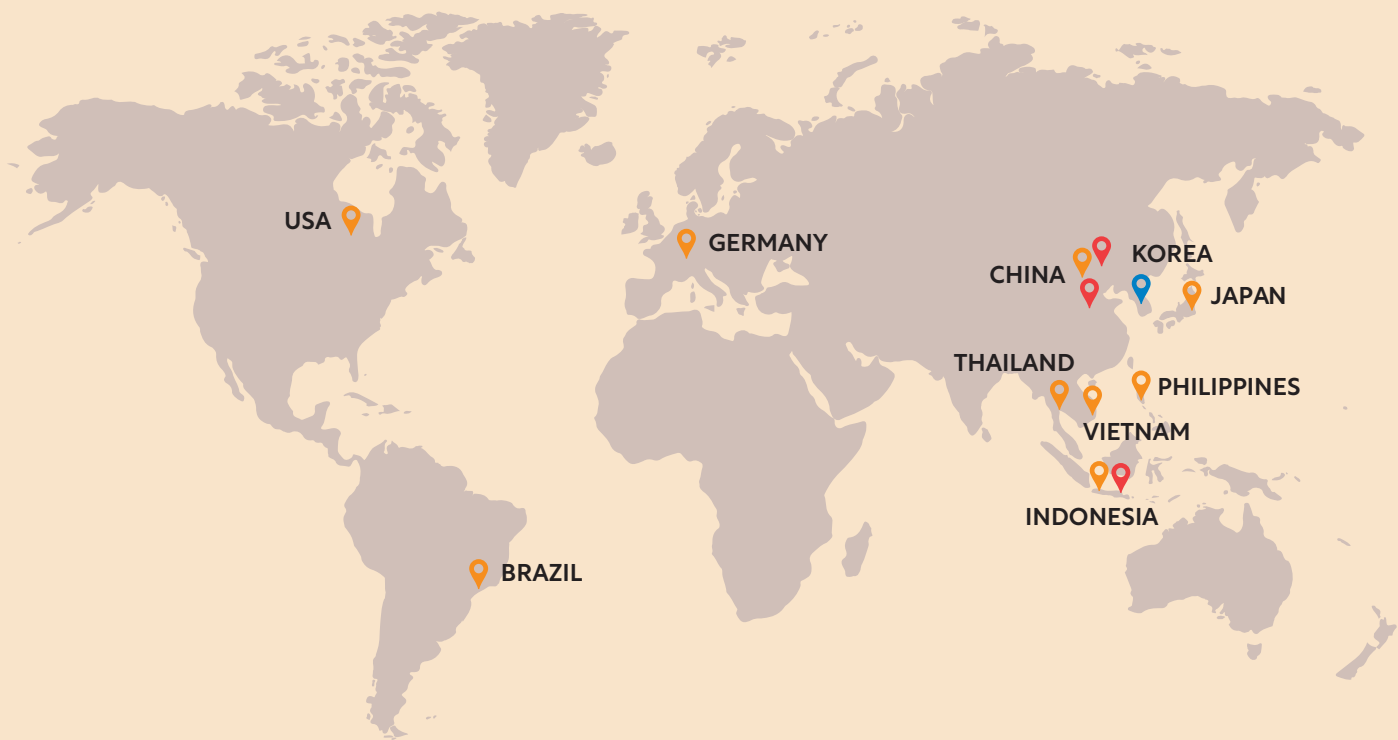 USA
GERMANY
KOREA
CHINA
JAPAN
THAILAND
PHILIPPINES
VIETNAM
INDONESIA
BRAZIL